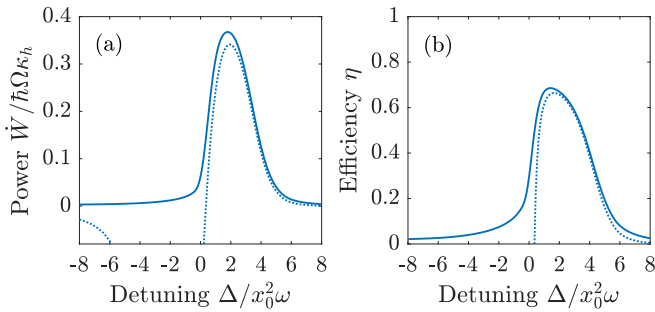 (a)
Power Ẇ/ℏΩκ_h
0.4
0.3
0.2
0.1
0
-8 -6 -4 -2 0 2 4 6 8
Detuning Δ/x_0^2ω
(b)
Efficiency η
1
0.8
0.6
0.4
0.2
0
-8 -6 -4 -2 0 2 4 6 8
Detuning Δ/x_0^2ω